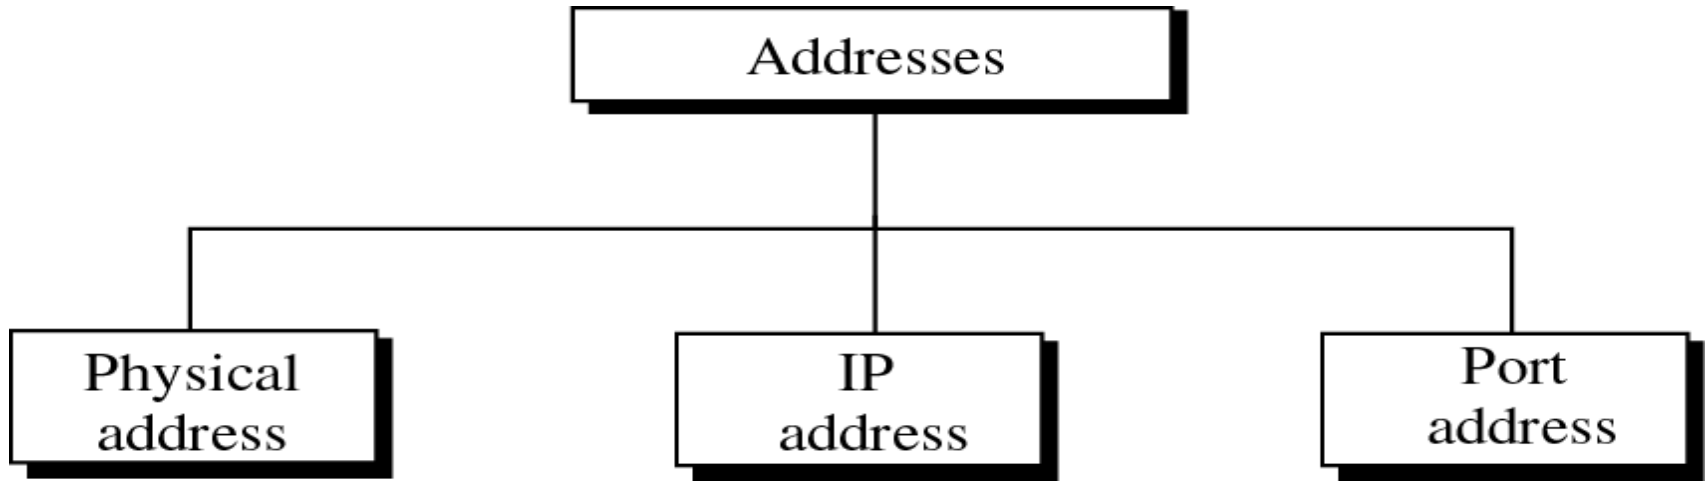 Addresses
Physical
address
IP
address
Port
address